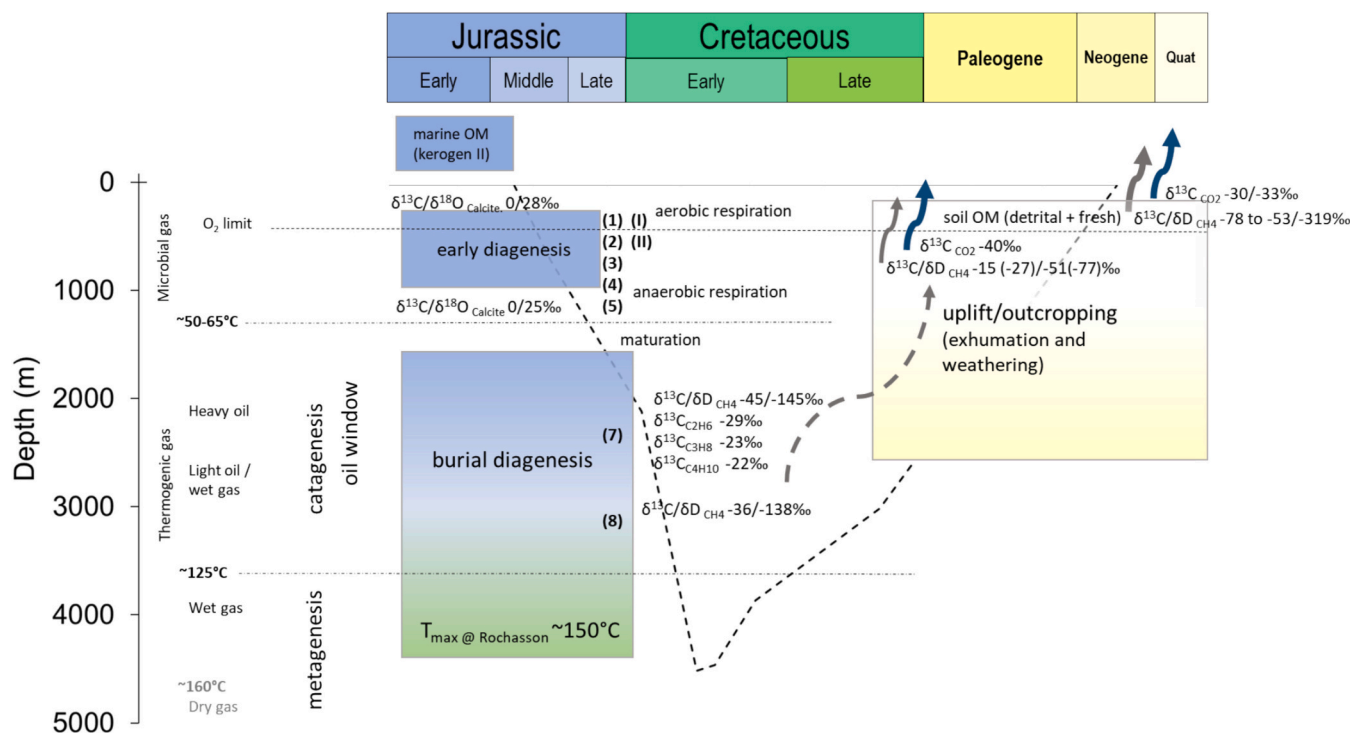 Jurassic
Cretaceous
Paleogene
Neogene
Quat
Early
Middle
Late
Early
Late
marine OM
(kerogen II)
0
δ¹³C/δ¹⁸O Calcite. 0/28‰
(1) (I)
aerobic respiration
δ¹³C CO2 -30/-33‰
O₂ limit
early diagenesis
(2) (II)
soil OM (detrital + fresh)
δ¹³C/δD CH4 -78 to -53/-319‰
Microbial gas
(3)
δ¹³C CO2 -40‰
(4)
anaerobic respiration
δ¹³C/δD CH4 -15 (-27)/-51(-77)‰
1000
δ¹³C/δ¹⁸O Calcite 0/25‰
(5)
~50-65°C
maturation
uplift/outcropping
(exhumation and
weathering)
Depth (m)
2000
Heavy oil
catagenesis
oil window
δ¹³C/δD CH4 -45/-145‰
δ¹³C C2H6 -29‰
(7)
δ¹³C C3H8 -23‰
δ¹³C C4H10 -22‰
Thermogenic gas
Light oil /
wet gas
burial diagenesis
3000
(8)
δ¹³C/δD CH4 -36/-138‰
~125°C
4000
Wet gas
metagenesis
Tmax @ Rochasson ~150°C
~160°C
Dry gas
5000